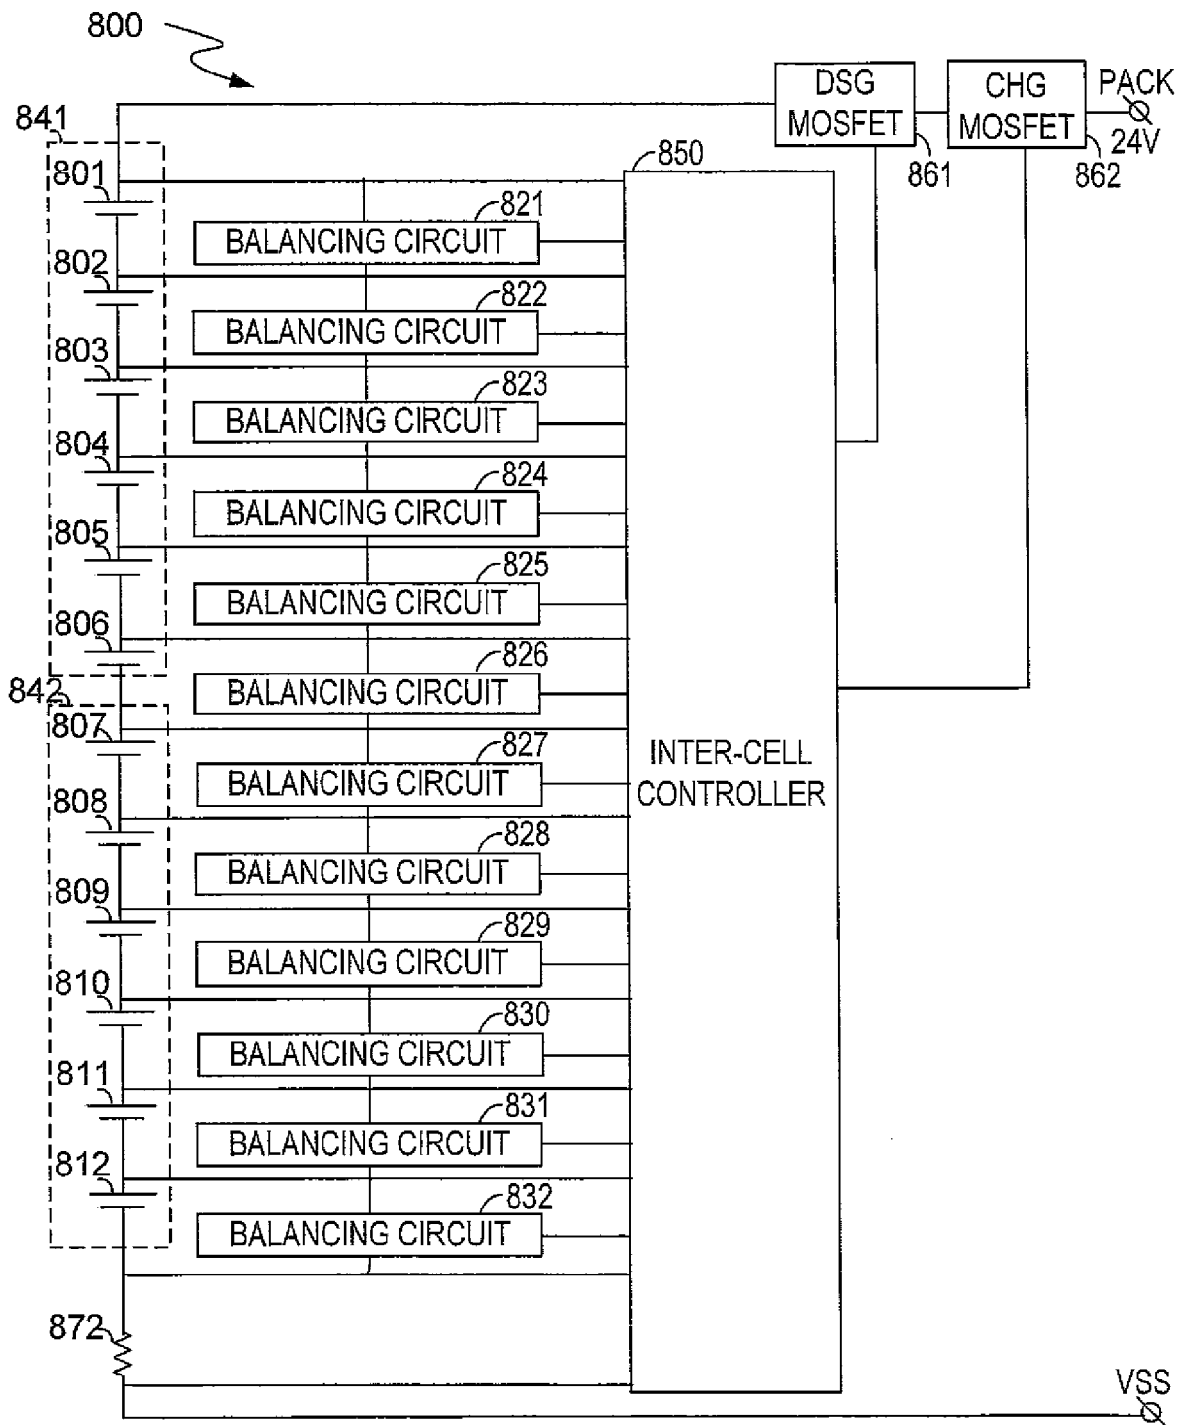 800
DSG
MOSFET
CHG
MOSFET
PACK
24V
861
862
841
801
850
821
BALANCING CIRCUIT
802
822
BALANCING CIRCUIT
803
823
BALANCING CIRCUIT
804
824
BALANCING CIRCUIT
805
825
BALANCING CIRCUIT
806
826
BALANCING CIRCUIT
842
807
827
BALANCING CIRCUIT
INTER-CELL
CONTROLLER
808
828
BALANCING CIRCUIT
809
829
BALANCING CIRCUIT
810
830
BALANCING CIRCUIT
811
831
BALANCING CIRCUIT
812
832
BALANCING CIRCUIT
872
VSS